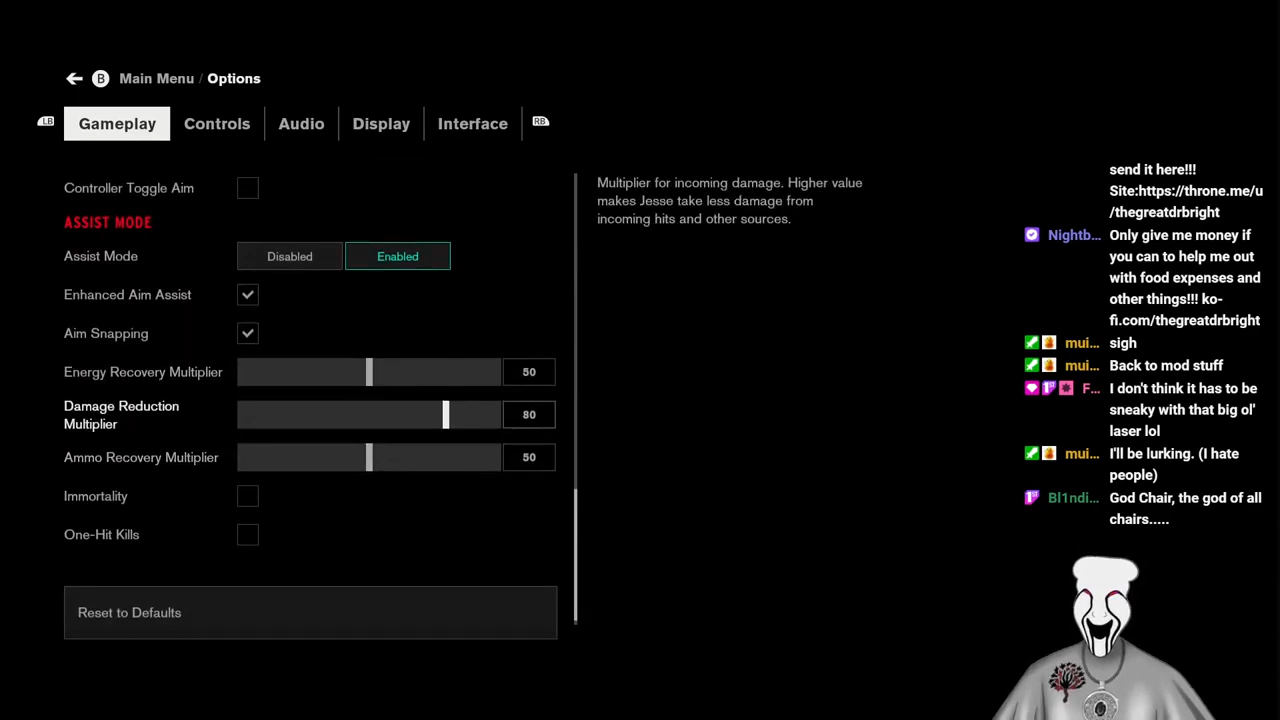 B Main Menu / Options
LB Gameplay Controls Audio Display Interface RB
Controller Toggle Aim
ASSIST MODE
Assist Mode Disabled Enabled
Enhanced Aim Assist
Aim Snapping
Energy Recovery Multiplier 50
Damage Reduction
Multiplier 80
Ammo Recovery Multiplier 50
Immortality
One-Hit Kills
Reset to Defaults
Multiplier for incoming damage. Higher value
makes Jesse take less damage from
incoming hits and other sources.
send it here!!!
Site:https://throne.me/u
/thegreatdrbright
Nightb... Only give me money if
you can to help me out
with food expenses and
other things!!! ko-
fi.com/thegreatdrbright
mui... sigh
mui... Back to mod stuff
F... I don't think it has to be
sneaky with that big ol'
laser lol
mui... I'll be lurking. (I hate
people)
Bl1ndi... God Chair, the god of all
chairs.....